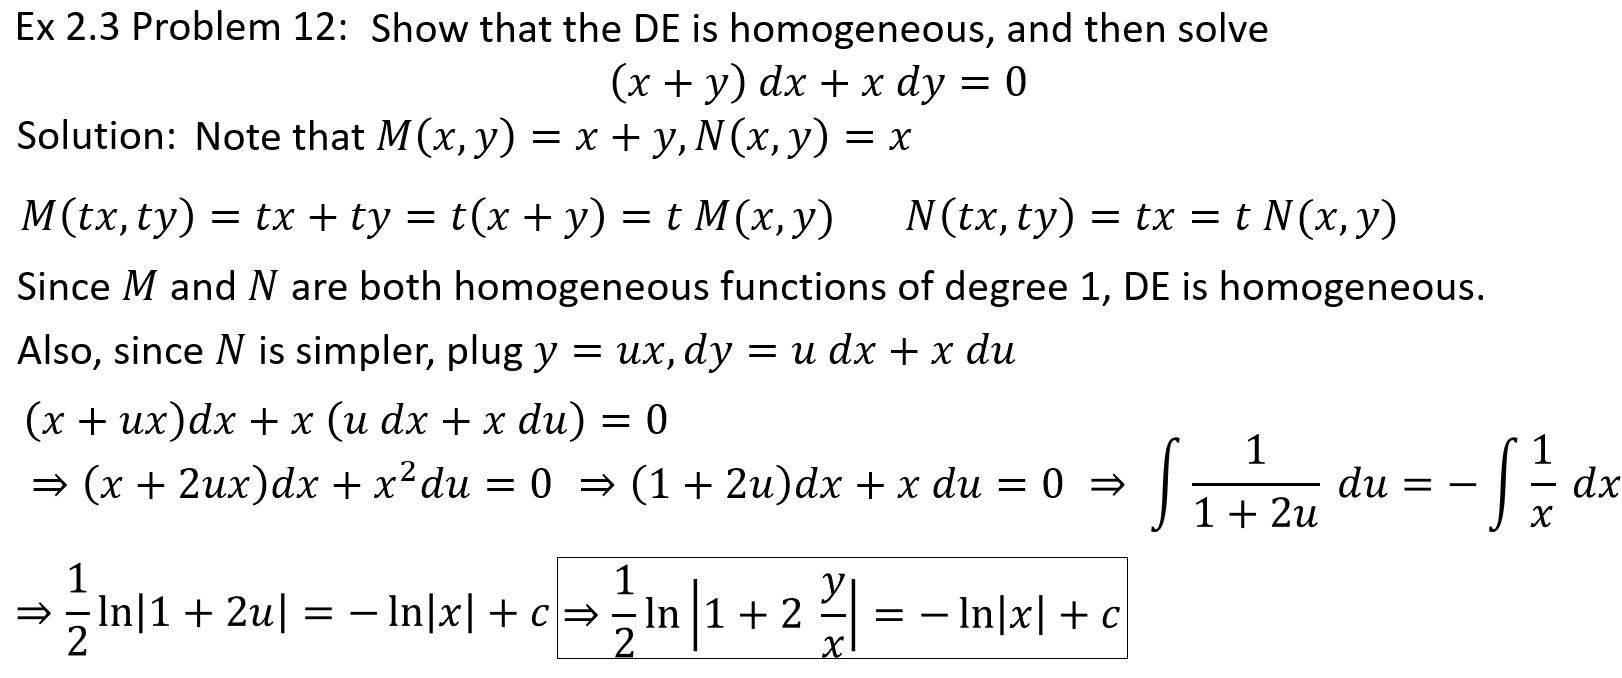 Ex 2.3 Problem 12: Show that the DE is homogeneous, and then solve
(x + y) dx + x dy = 0
Solution: Note that M(x, y) = x + y, N(x, y) = x
M(tx, ty) = tx + ty = t(x + y) = t M(x, y) N(tx, ty) = tx = t N(x, y)
Since M and N are both homogeneous functions of degree 1, DE is homogeneous.
Also, since N is simpler, plug y = ux, dy = u dx + x du
(x + ux)dx + x (u dx + x du) = 0
⇒ (x + 2ux)dx + x²du = 0 ⇒ (1 + 2u)dx + x du = 0 ⇒ ∫ 1/(1 + 2u) du = − ∫ 1/x dx
⇒ 1/2 ln|1 + 2u| = − ln|x| + c ⇒ 1/2 ln |1 + 2 y/x| = − ln|x| + c